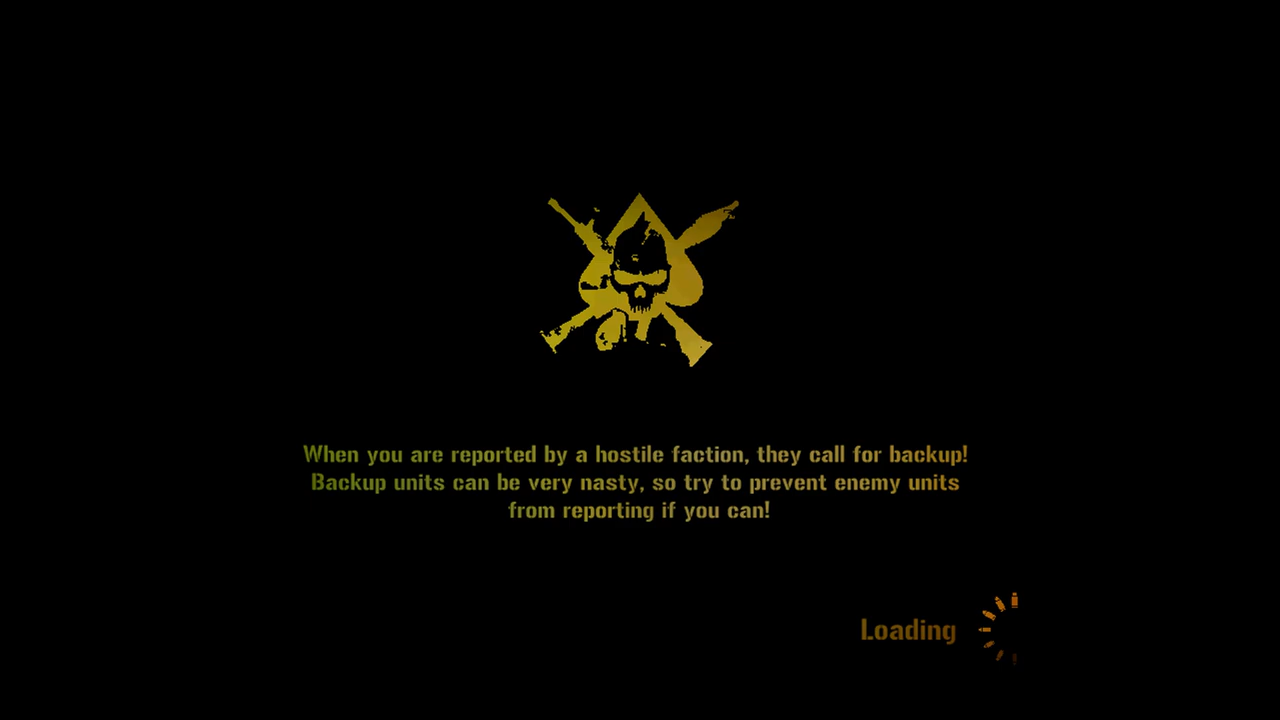 When you are reported by a hostile faction, they call for backup!
Backup units can be very nasty, so try to prevent enemy units
from reporting if you can!
Loading